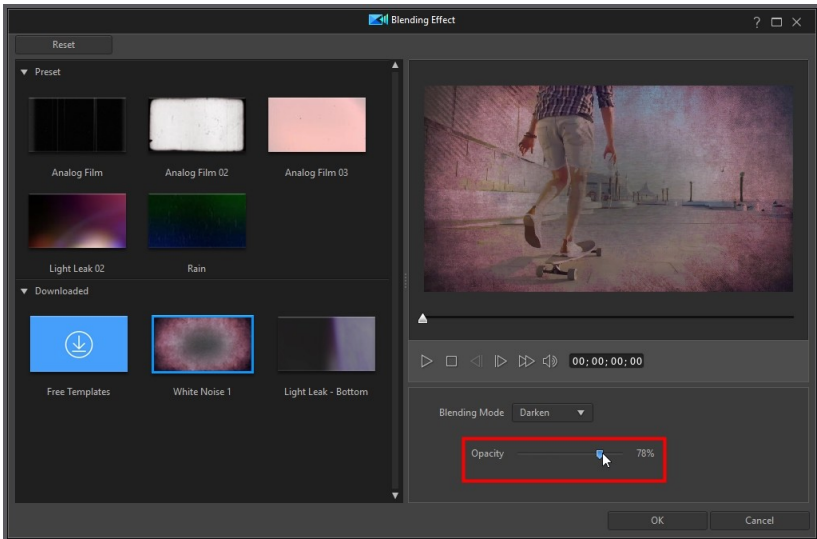 Blending Effect
Reset
Preset
Analog Film
Analog Film 02
Analog Film 03
Light Leak 02
Rain
Downloaded
Free Templates
White Noise 1
Light Leak - Bottom
00;00;00;00
Blending Mode Darken
Opacity 78%
OK Cancel